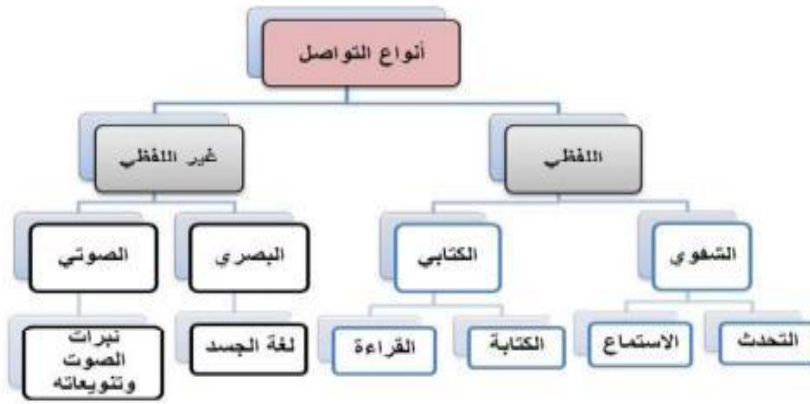 أنواع التواصل
اللفظي
غير اللفظي
الشفوي
الكتابي
البصري
الصوتي
التحدث
الاستماع
الكتابة
القراءة
لغة الجسد
نبرات
الصوت
وتنويعاته